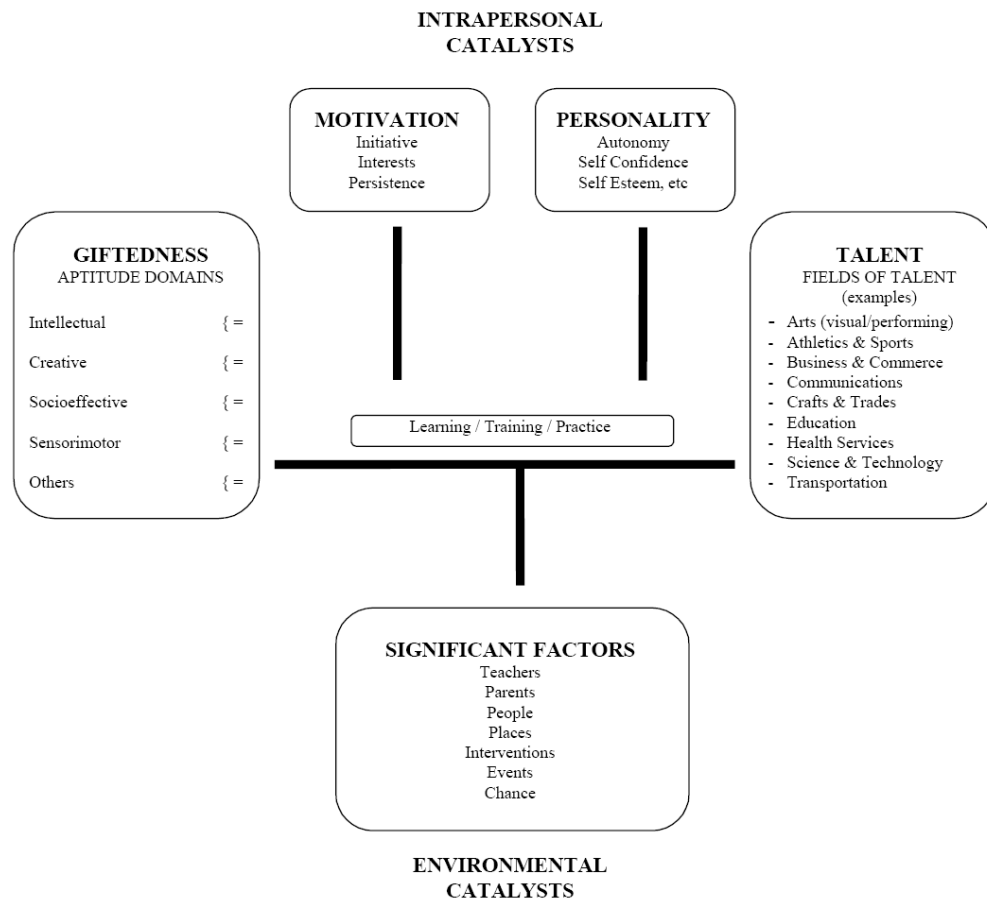 INTRAPERSONAL
CATALYSTS
MOTIVATION
Initiative
Interests
Persistence
PERSONALITY
Autonomy
Self Confidence
Self Esteem, etc
GIFTEDNESS
APTITUDE DOMAINS
Intellectual { =
Creative { =
Socioeffective { =
Sensorimotor { =
Others { =
Learning / Training / Practice
TALENT
FIELDS OF TALENT
(examples)
- Arts (visual/performing)
- Athletics & Sports
- Business & Commerce
- Communications
- Crafts & Trades
- Education
- Health Services
- Science & Technology
- Transportation
SIGNIFICANT FACTORS
Teachers
Parents
People
Places
Interventions
Events
Chance
ENVIRONMENTAL
CATALYSTS